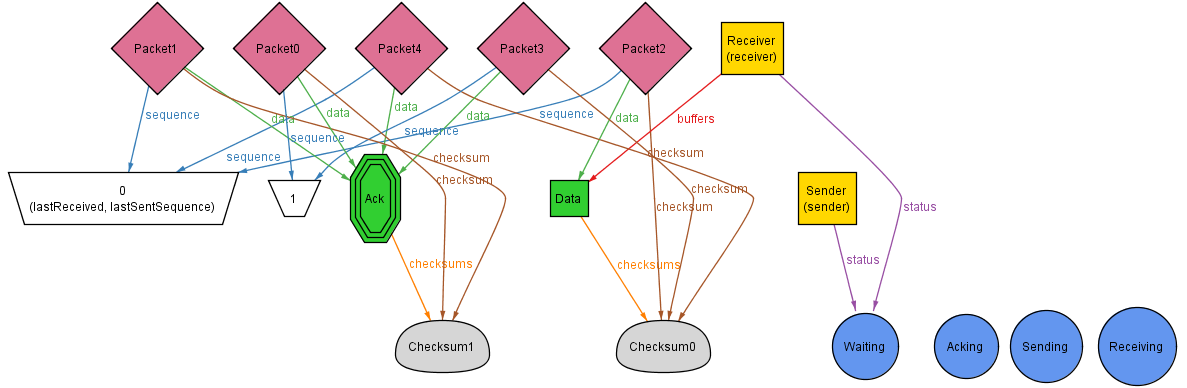 Packet1
Packet0
Packet4
Packet3
Packet2
Receiver
(receiver)
sequence
data
data
data
data
sequence
data
buffers
sequence
sequence
sequence
checksum
checksum
checksum
checksum
checksum
0
(lastReceived, lastSentSequence)
1
Ack
Data
Sender
(sender)
status
status
checksums
checksums
Checksum1
Checksum0
Waiting
Acking
Sending
Receiving